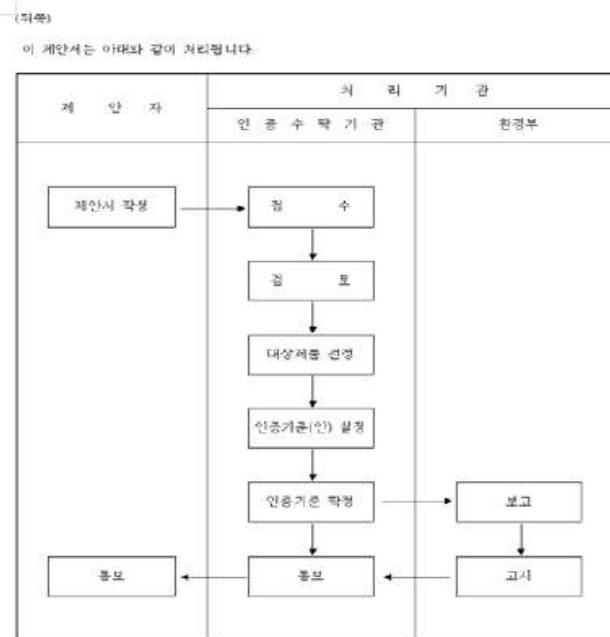 (뒤쪽)
이 제안서는 아래와 같이 처리됩니다
제 안 자
처 리 기 관
인 증 수 탁 기 관
환경부
제안서 작성
접 수
검 토
대상제품 선정
인증기준(안) 설정
인증기준 확정
보고
통보
통보
고시